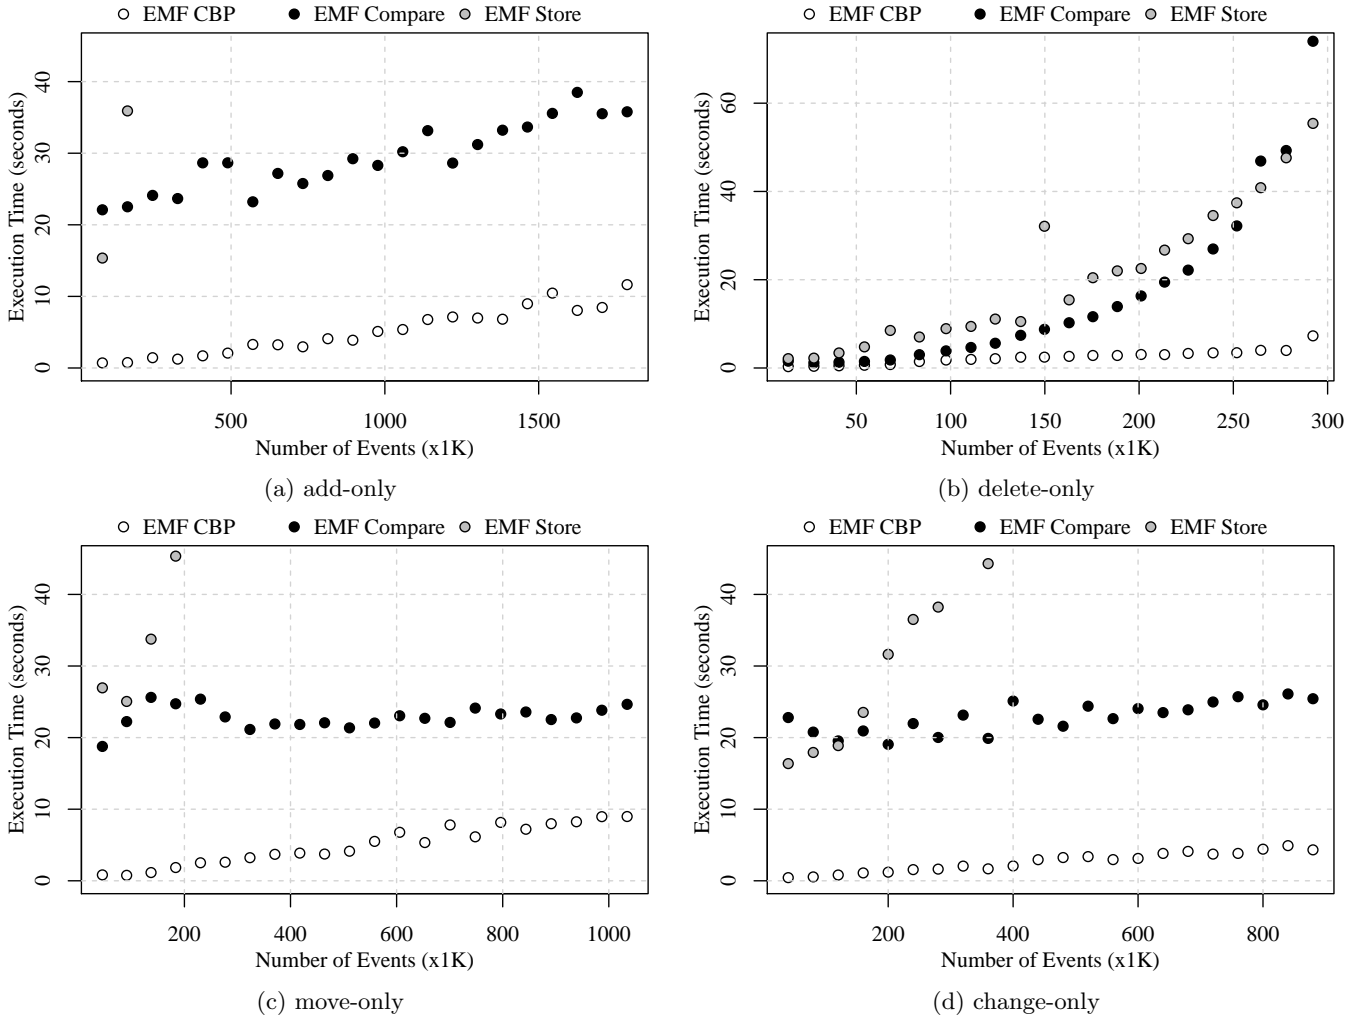 EMF CBP EMF Compare EMF Store
Execution Time (seconds)
40
30
20
10
0
500 1000 1500
Number of Events (x1K)
(a) add-only
EMF CBP EMF Compare EMF Store
Execution Time (seconds)
60
40
20
0
50 100 150 200 250 300
Number of Events (x1K)
(b) delete-only
EMF CBP EMF Compare EMF Store
Execution Time (seconds)
40
30
20
10
0
200 400 600 800 1000
Number of Events (x1K)
(c) move-only
EMF CBP EMF Compare EMF Store
Execution Time (seconds)
40
30
20
10
0
200 400 600 800
Number of Events (x1K)
(d) change-only